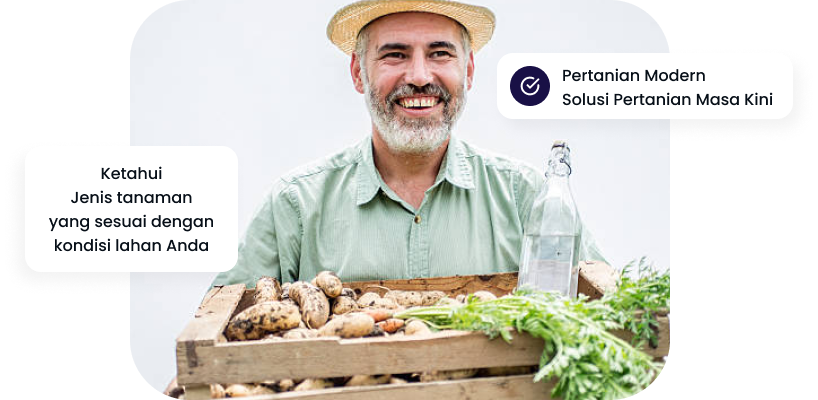 Pertanian Modern
Solusi Pertanian Masa Kini
Ketahui
Jenis tanaman
yang sesuai dengan
kondisi lahan Anda